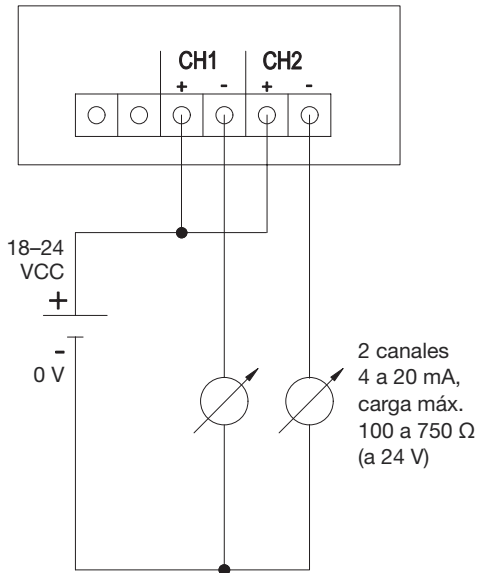 CH1 CH2
+ - + -
18–24
VCC
+
-
0 V
2 canales
4 a 20 mA,
carga máx.
100 a 750 Ω
(a 24 V)